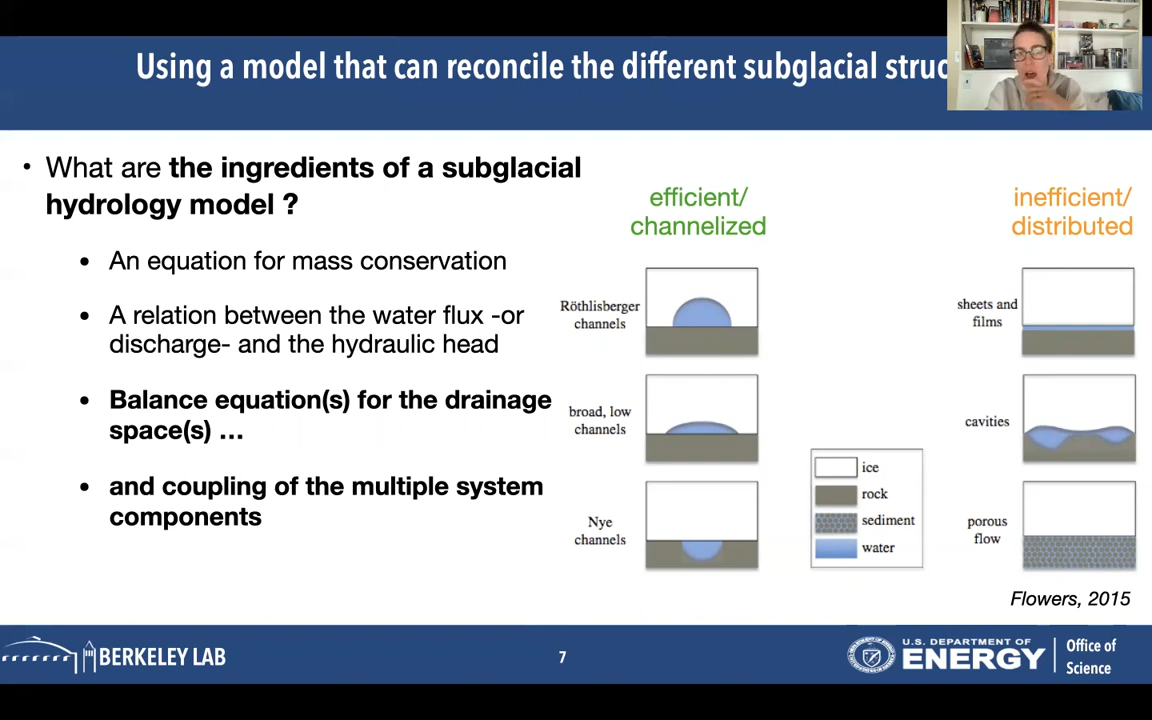 Using a model that can reconcile the different subglacial struc
• What are the ingredients of a subglacial
hydrology model ?
• An equation for mass conservation
• A relation between the water flux -or
discharge- and the hydraulic head
• Balance equation(s) for the drainage
space(s) ...
• and coupling of the multiple system
components
efficient/
channelized
Röthlisberger
channels
broad, low
channels
Nye
channels
ice
rock
sediment
water
inefficient/
distributed
sheets and
films
cavities
porous
flow
Flowers, 2015
BERKELEY LAB
7
U.S. DEPARTMENT OF
ENERGY
Office of
Science